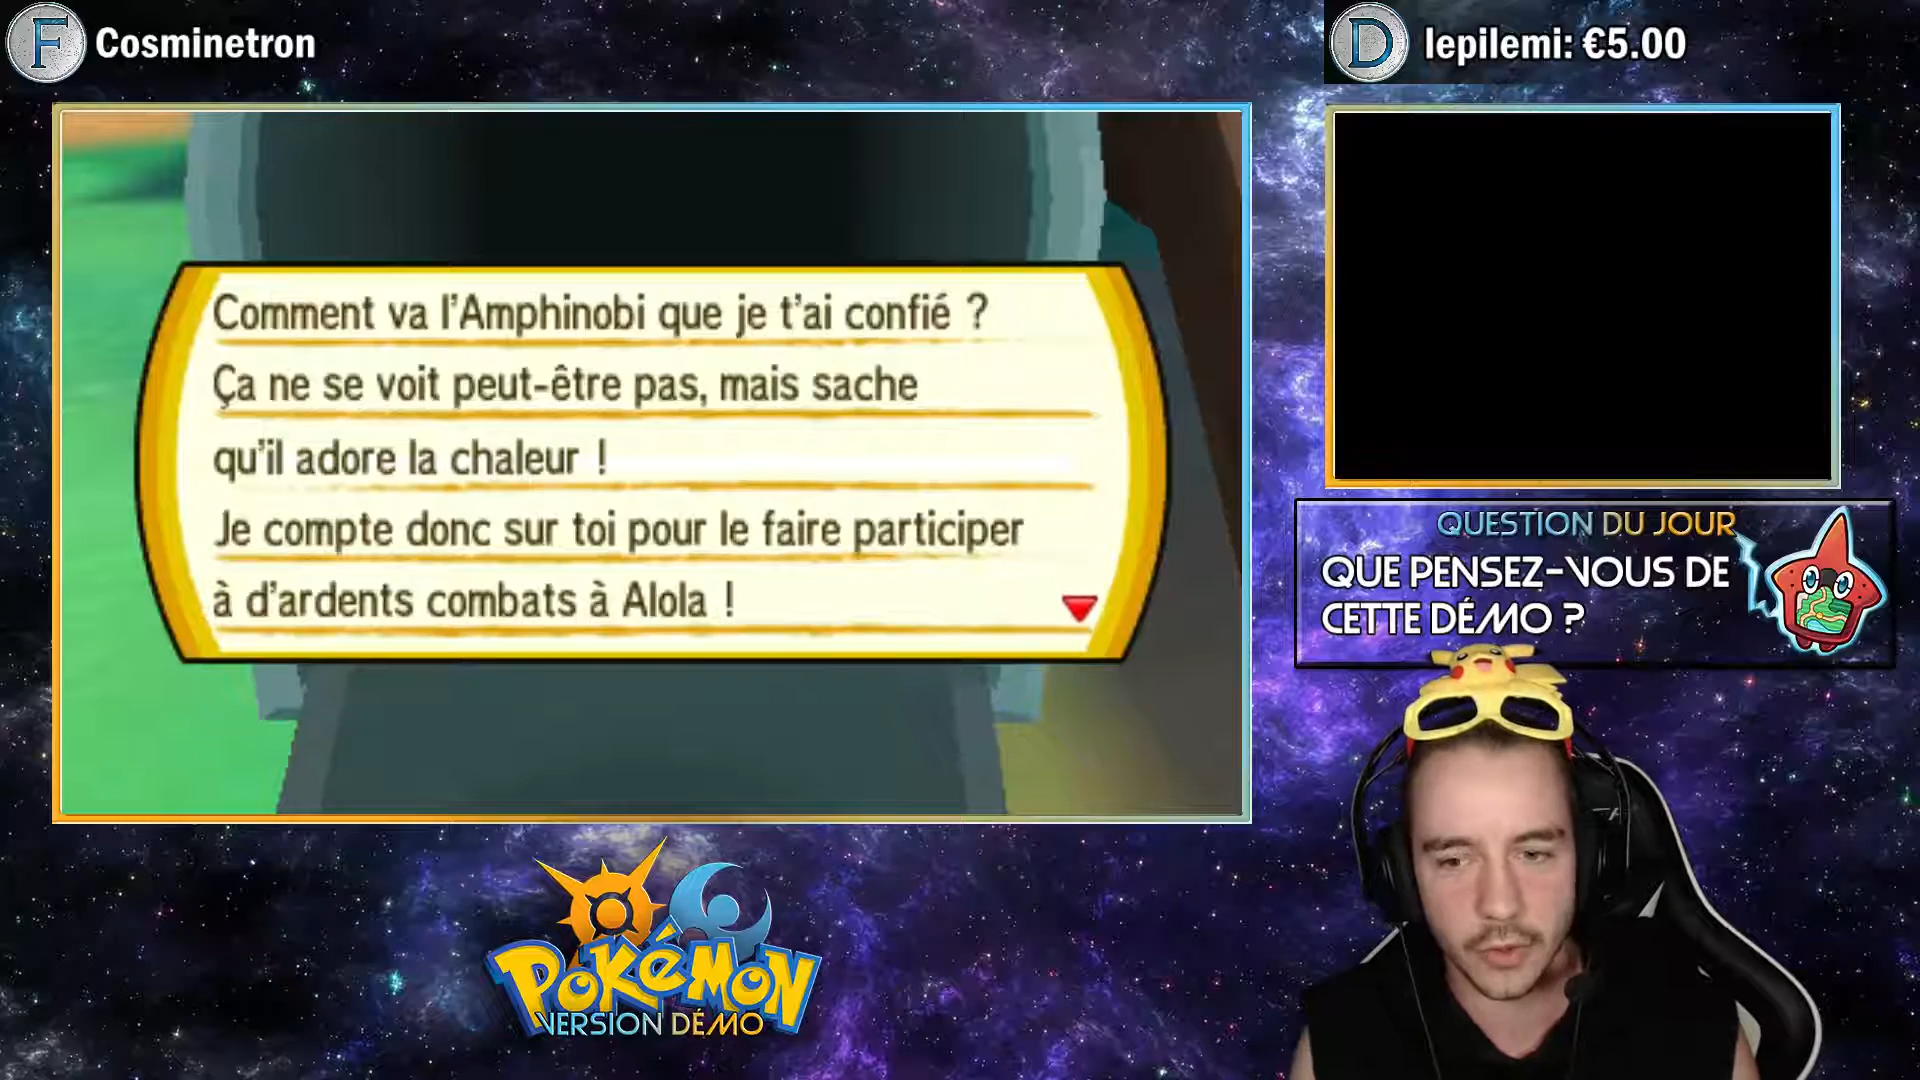 F Cosminetron
D lepilemi: €5.00
Comment va l'Amphinobi que je t'ai confié ?
Ça ne se voit peut-être pas, mais sache
qu'il adore la chaleur !
Je compte donc sur toi pour le faire participer
à d'ardents combats à Alola !
QUESTION DU JOUR
QUE PENSEZ-VOUS DE
CETTE DÉMO ?
POKÉMON
VERSION DÉMO